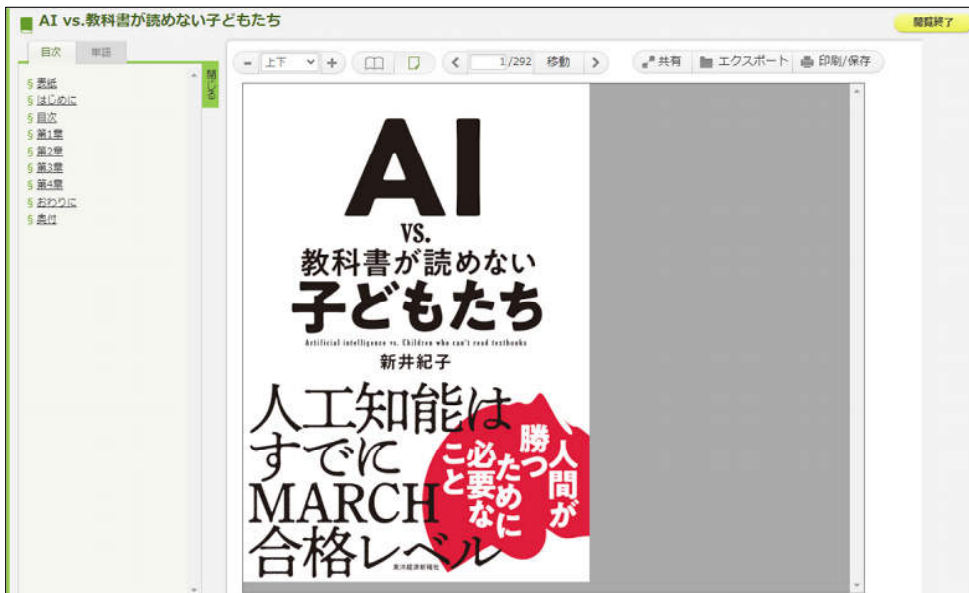 AI vs.教科書が読めない子どもたち
閲覧終了
目次 単語
閉じる
§ 表紙
§ はじめに
§ 目次
§ 第1章
§ 第2章
§ 第3章
§ 第4章
§ おわりに
§ 奥付
- 上下 +
1/292 移動
共有 エクスポート 印刷/保存
AI
VS.
教科書が読めない
子どもたち
Artificial intelligence vs. Children who can't read textbooks
新井紀子
人工知能は
すでに
MARCH
合格レベル
人間が
勝つ
ために
必要な
こと
東洋経済新報社